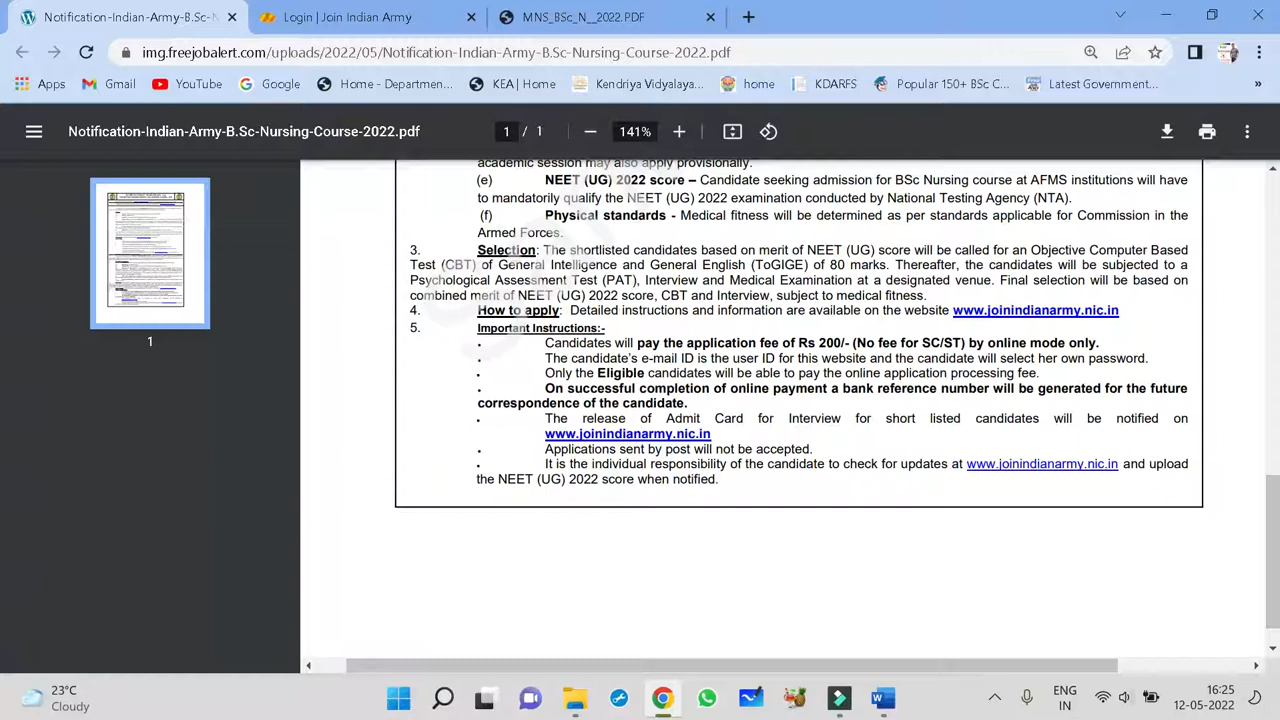 Notification-Indian-Army-B.Sc-N
Login | Join Indian Army
MNS_BSc_N__2022.PDF
img.freejobalert.com/uploads/2022/05/Notification-Indian-Army-B.Sc-Nursing-Course-2022.pdf
Apps Gmail YouTube Google Home - Departmen... KEA | Home Kendriya Vidyalaya... home KDARFS Popular 150+ BSc C... Latest Government...
Notification-Indian-Army-B.Sc-Nursing-Course-2022.pdf 1 / 1 141%
1
academic session may also apply provisionally.
(e) NEET (UG) 2022 score – Candidate seeking admission for BSc Nursing course at AFMS institutions will have
to mandatorily qualify the NEET (UG) 2022 examination conducted by National Testing Agency (NTA).
(f) Physical standards - Medical fitness will be determined as per standards applicable for Commission in the
Armed Forces.
3. Selection: The shortlisted candidates based on merit of NEET (UG) score will be called for an Objective Computer Based
Test (CBT) of General Intelligence and General English (ToGIGE) of 80 marks. Thereafter, the candidates will be subjected to a
Psychological Assessment Test (PAT), Interview and Medical Examination at a designated venue. Final selection will be based on
combined merit of NEET (UG) 2022 score, CBT and Interview, subject to medical fitness.
4. How to apply: Detailed instructions and information are available on the website www.joinindianarmy.nic.in
5. Important Instructions:-
. Candidates will pay the application fee of Rs 200/- (No fee for SC/ST) by online mode only.
. The candidate's e-mail ID is the user ID for this website and the candidate will select her own password.
. Only the Eligible candidates will be able to pay the online application processing fee.
. On successful completion of online payment a bank reference number will be generated for the future
correspondence of the candidate.
. The release of Admit Card for Interview for short listed candidates will be notified on
www.joinindianarmy.nic.in
. Applications sent by post will not be accepted.
. It is the individual responsibility of the candidate to check for updates at www.joinindianarmy.nic.in and upload
the NEET (UG) 2022 score when notified.
23°C
Cloudy
ENG
IN
16:25
12-05-2022